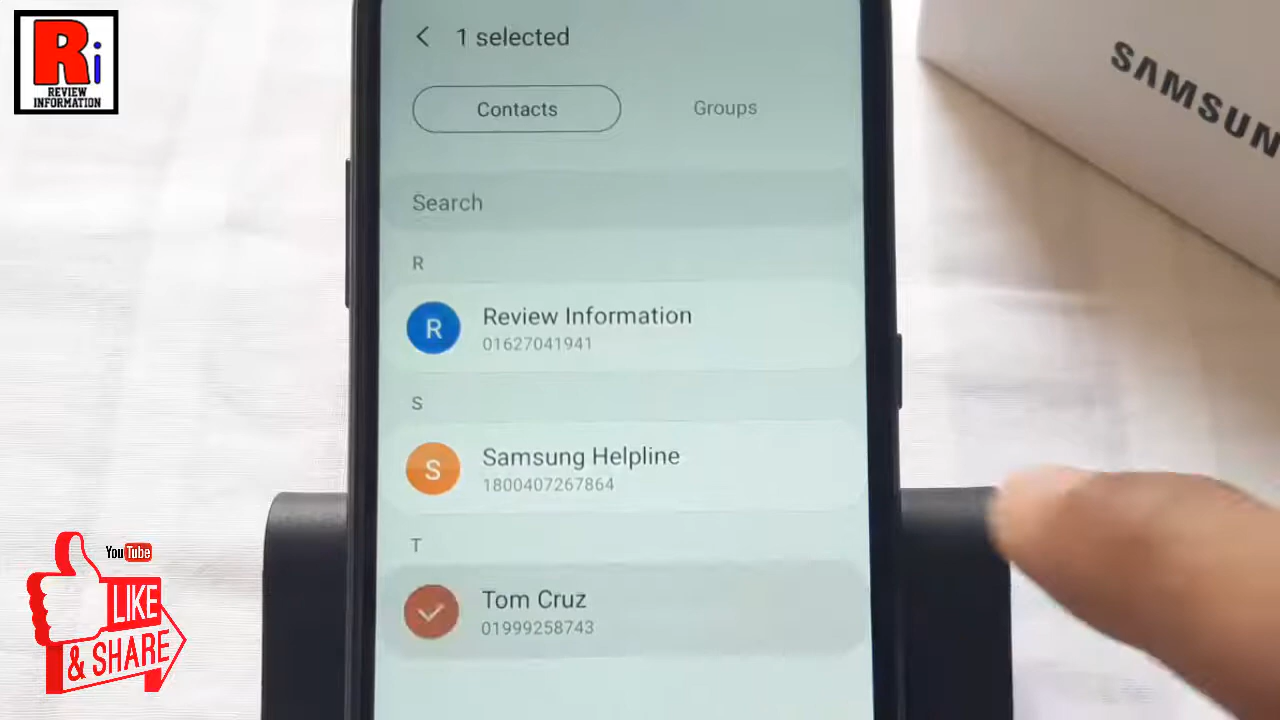 Ri
REVIEW
INFORMATION
1 selected
Contacts
Groups
SAMSUN
Search
R
R
Review Information
01627041941
S
S
Samsung Helpline
1800407267864
T
Tom Cruz
01999258743
YouTube
LIKE
& SHARE